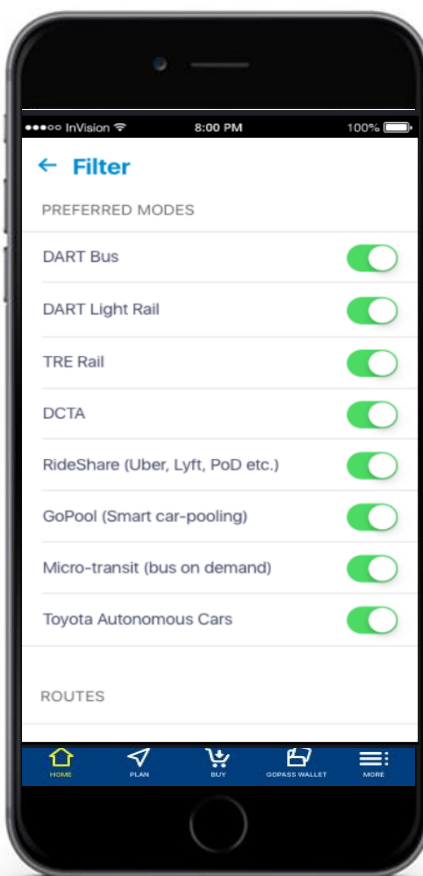 InVision 8:00 PM 100%
← Filter
PREFERRED MODES
DART Bus
DART Light Rail
TRE Rail
DCTA
RideShare (Uber, Lyft, PoD etc.)
GoPool (Smart car-pooling)
Micro-transit (bus on demand)
Toyota Autonomous Cars
ROUTES
HOME PLAN BUY GOPASS WALLET MORE